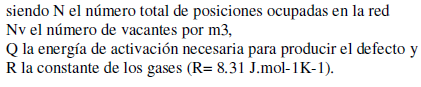 siendo N el número total de posiciones ocupadas en la red
Nv el número de vacantes por m3,
Q la energía de activación necesaria para producir el defecto y
R la constante de los gases (R= 8.31 J.mol-1K-1).